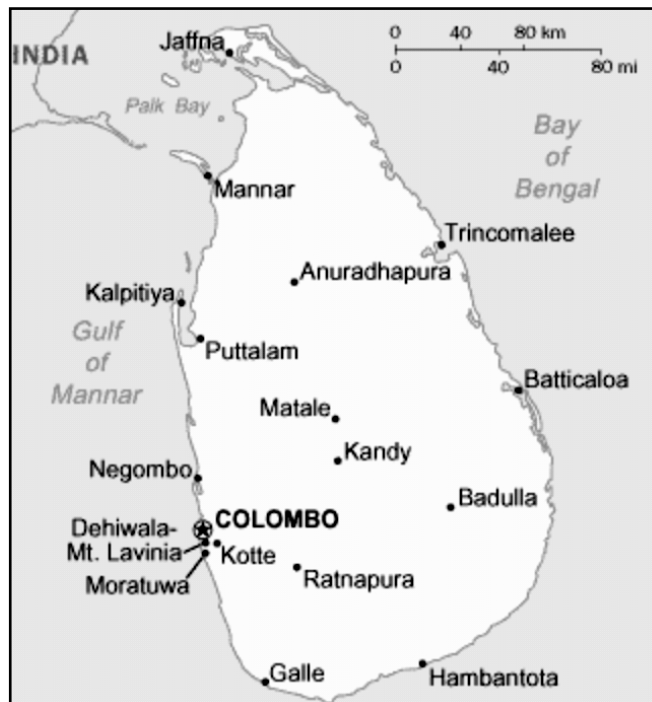 Jaffna
INDIA
0 40 80 km
0 40 80 mi
Palk Bay
Bay
of
Bengal
Mannar
Trincomalee
Anuradhapura
Kalpitiya
Gulf
of
Mannar
Puttalam
Batticaloa
Matale
Kandy
Negombo
Badulla
COLOMBO
Dehiwala-
Mt. Lavinia
Kotte
Moratuwa
Ratnapura
Galle
Hambantota